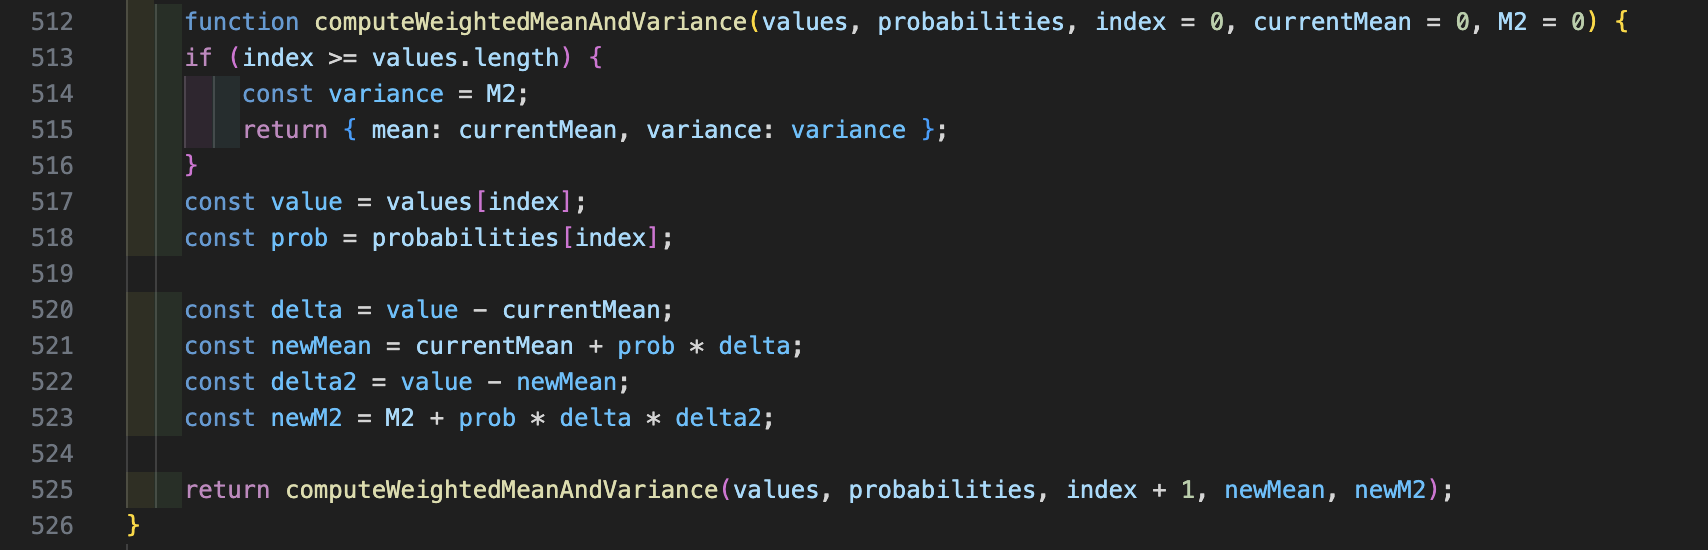 512 function computeWeightedMeanAndVariance(values, probabilities, index = 0, currentMean = 0, M2 = 0) {
513 if (index >= values.length) {
514 const variance = M2;
515 return { mean: currentMean, variance: variance };
516 }
517 const value = values[index];
518 const prob = probabilities[index];
519
520 const delta = value - currentMean;
521 const newMean = currentMean + prob * delta;
522 const delta2 = value - newMean;
523 const newM2 = M2 + prob * delta * delta2;
524
525 return computeWeightedMeanAndVariance(values, probabilities, index + 1, newMean, newM2);
526 }